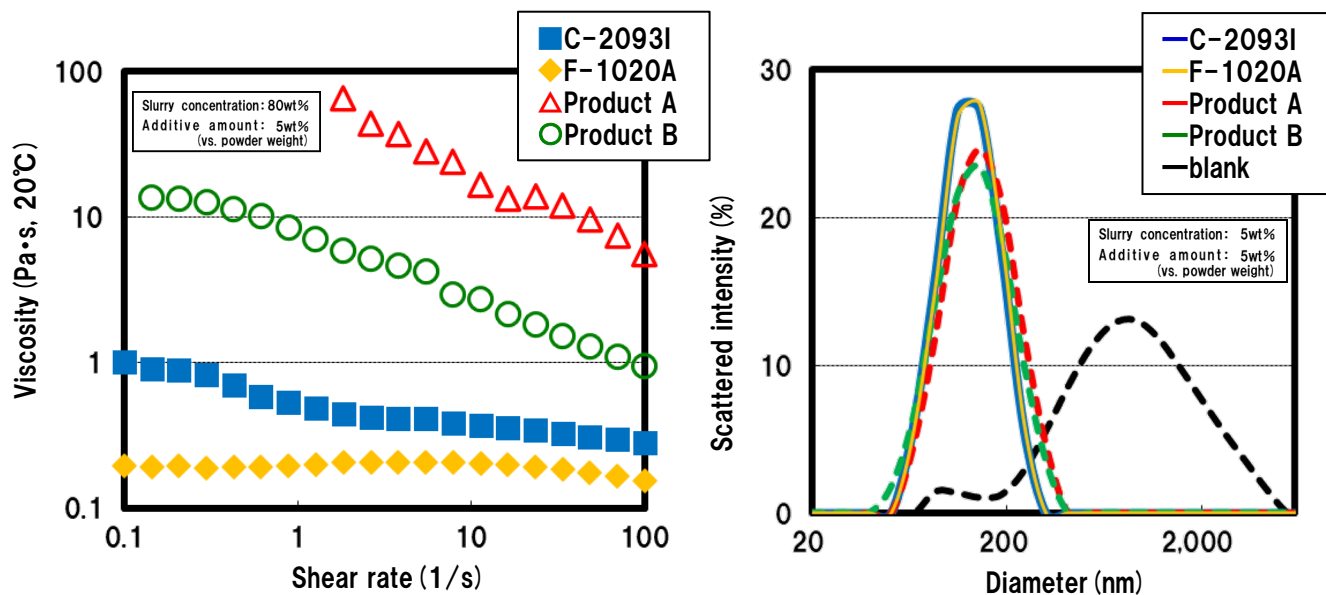 C-2093I
F-1020A
Product A
Product B
100
10
1
0.1
Viscosity (Pa•s, 20℃)
Slurry concentration: 80wt%
Additive amount: 5wt%
(vs. powder weight)
0.1
1
10
100
Shear rate (1/s)
C-2093I
F-1020A
Product A
Product B
blank
30
20
10
0
Scattered intensity (%)
Slurry concentration: 5wt%
Additive amount: 5wt%
(vs. powder weight)
20
200
2,000
Diameter (nm)